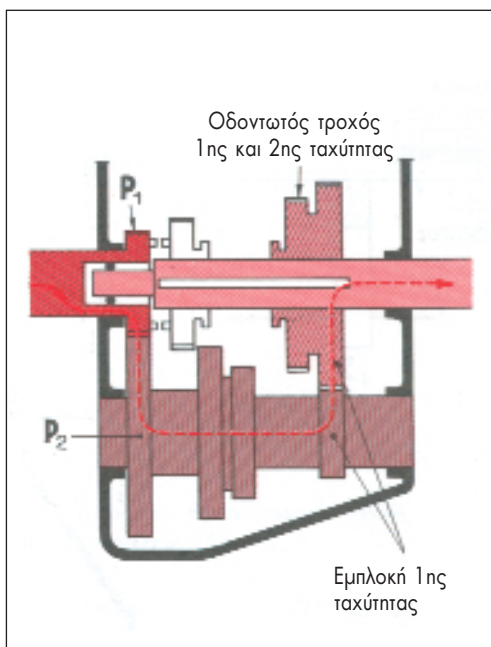 Οδοντωτός τροχός
1ης και 2ης ταχύτητας
P1
P2
Εμπλοκή 1ης
ταχύτητας